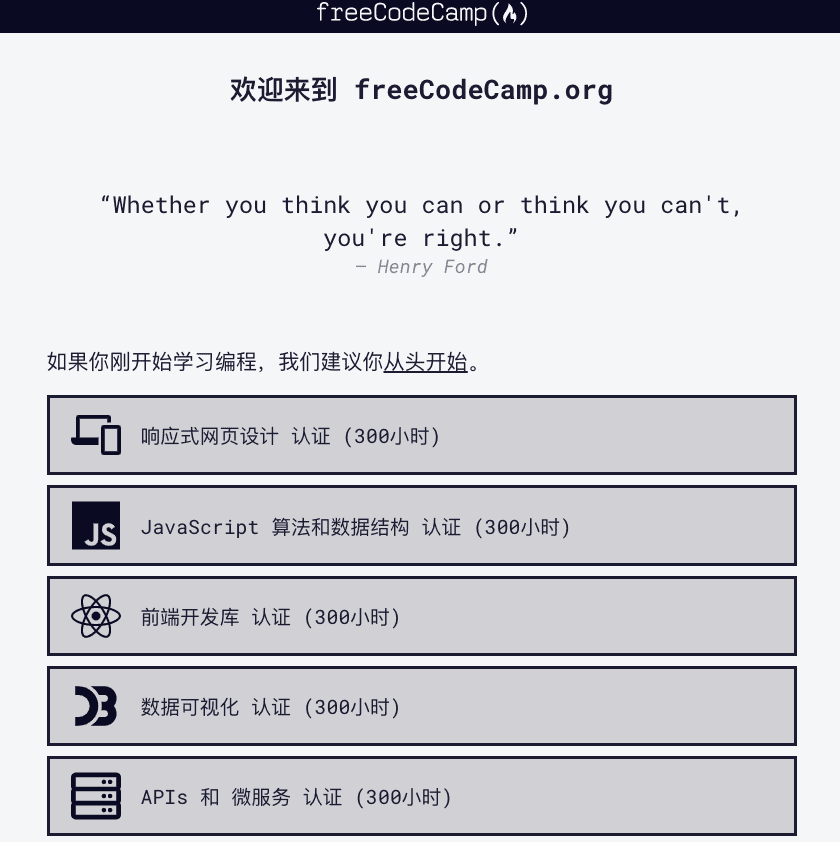 freeCodeCamp(🔥)
欢迎来到 freeCodeCamp.org
“Whether you think you can or think you can't,
you're right.”
— Henry Ford
如果你刚开始学习编程，我们建议你从头开始。
响应式网页设计 认证 (300小时)
JS
JavaScript 算法和数据结构 认证 (300小时)
前端开发库 认证 (300小时)
数据可视化 认证 (300小时)
APIs 和 微服务 认证 (300小时)